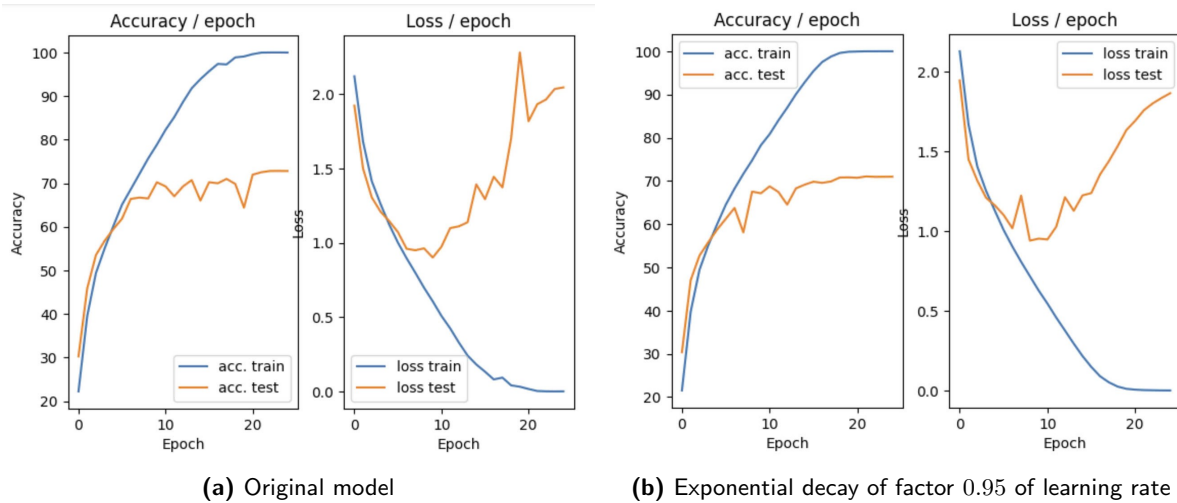 Accuracy / epoch
100
90
80
70
60
50
40
30
20
Accuracy
acc. train
acc. test
0
20
Epoch
Loss / epoch
2.0
1.5
1.0
0.5
0.0
Loss
loss train
loss test
0
20
Epoch
(a) Original model
Accuracy / epoch
acc. train
acc. test
100
90
80
70
60
50
40
30
20
Accuracy
0
20
Epoch
Loss / epoch
loss train
loss test
2.0
1.5
1.0
0.5
0.0
Loss
0
10
20
Epoch
(b) Exponential decay of factor 0.95 of learning rate